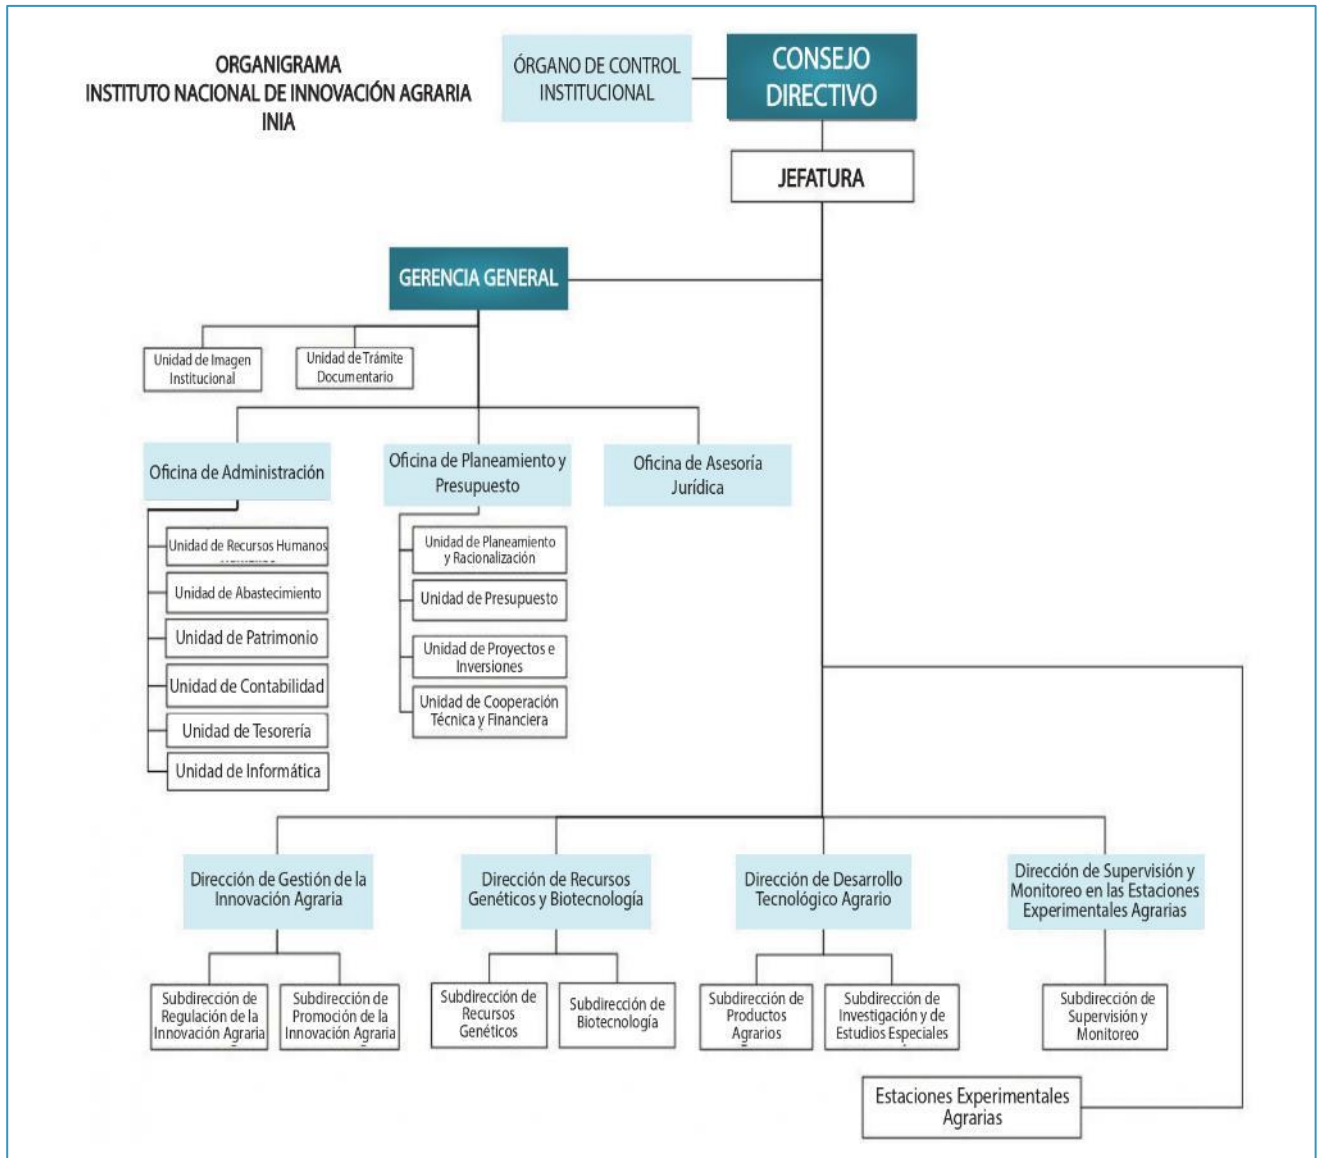 ORGANIGRAMA
INSTITUTO NACIONAL DE INNOVACIÓN AGRARIA
INIA
ÓRGANO DE CONTROL
INSTITUCIONAL
CONSEJO
DIRECTIVO
JEFATURA
GERENCIA GENERAL
Unidad de Imagen
Institucional
Unidad de Trámite
Documentario
Oficina de Administración
Oficina de Planeamiento y
Presupuesto
Oficina de Asesoría
Jurídica
Unidad de Recursos Humanos
Unidad de Abastecimiento
Unidad de Patrimonio
Unidad de Contabilidad
Unidad de Tesorería
Unidad de Informática
Unidad de Planeamiento
y Racionalización
Unidad de Presupuesto
Unidad de Proyectos e
Inversiones
Unidad de Cooperación
Técnica y Financiera
Dirección de Gestión de la
Innovación Agraria
Dirección de Recursos
Genéticos y Biotecnología
Dirección de Desarrollo
Tecnológico Agrario
Dirección de Supervisión y
Monitoreo en las Estaciones
Experimentales Agrarias
Subdirección de
Regulación de la
Innovación Agraria
Subdirección de
Promoción de la
Innovación Agraria
Subdirección de
Recursos
Genéticos
Subdirección de
Biotecnología
Subdirección de
Productos
Agrarios
Subdirección de
Investigación y de
Estudios Especiales
Subdirección de
Supervisión y
Monitoreo
Estaciones Experimentales
Agrarias